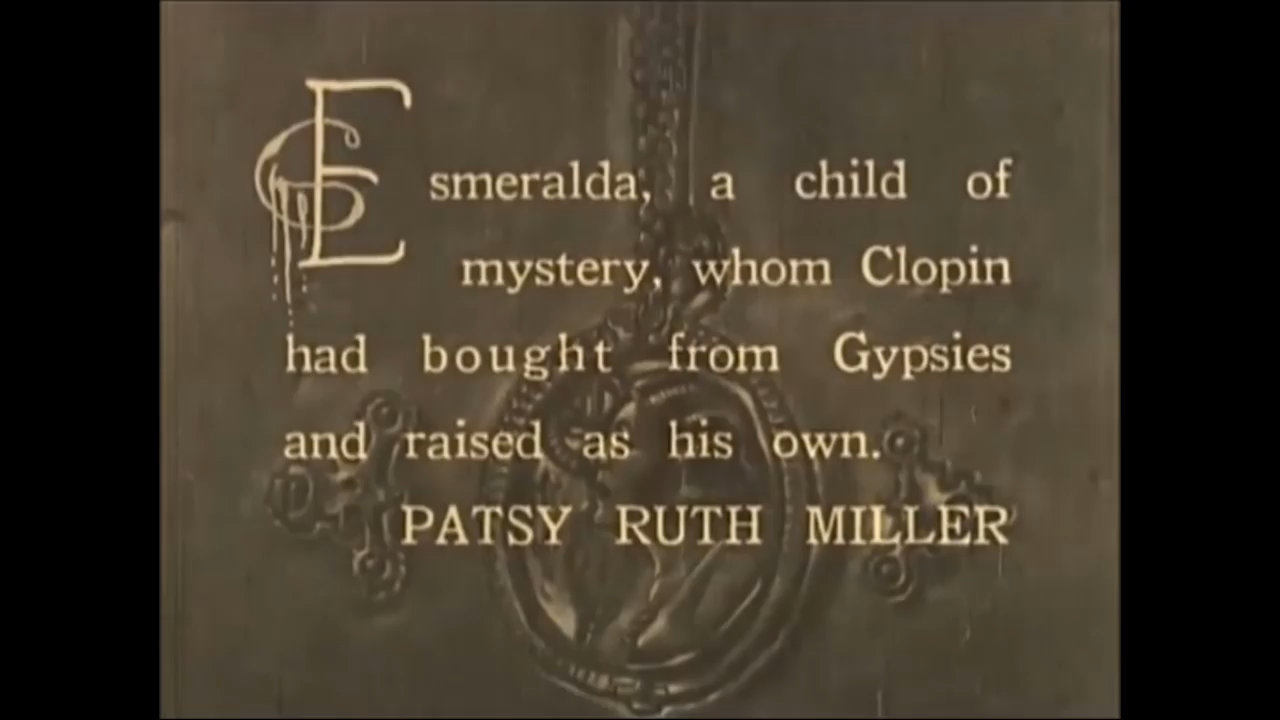 Esmeralda, a child of
mystery, whom Clopin
had bought from Gypsies
and raised as his own.
PATSY RUTH MILLER